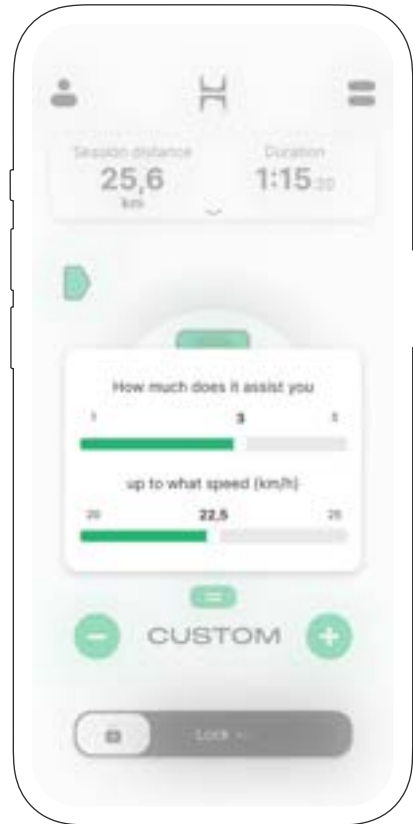 Session distance
Duration
25,6
1:15:20
km
How much does it assist you
1 3 5
up to what speed (km/h)
20 22,5 25
CUSTOM
Lock